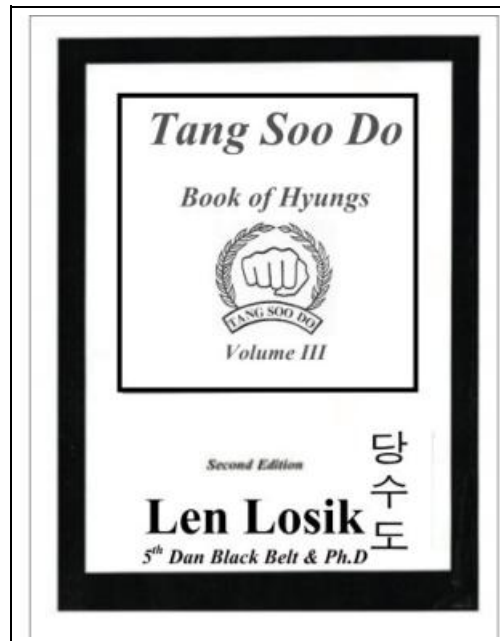 Tang Soo Do
Book of Hyungs
TANG SOO DO
Volume III
Second Edition
당
수
도
Len Losik
5th Dan Black Belt & Ph.D